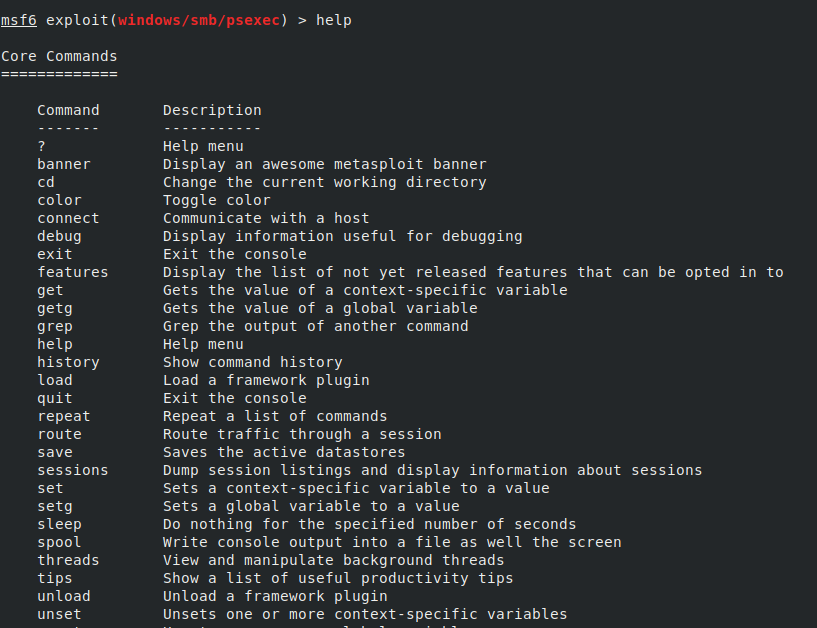 msf6 exploit(windows/smb/psexec) > help
Core Commands
=============
Command       Description
-------       -----------
?             Help menu
banner        Display an awesome metasploit banner
cd            Change the current working directory
color         Toggle color
connect       Communicate with a host
debug         Display information useful for debugging
exit          Exit the console
features      Display the list of not yet released features that can be opted in to
get           Gets the value of a context-specific variable
getg          Gets the value of a global variable
grep          Grep the output of another command
help          Help menu
history       Show command history
load          Load a framework plugin
quit          Exit the console
repeat        Repeat a list of commands
route         Route traffic through a session
save          Saves the active datastores
sessions      Dump session listings and display information about sessions
set           Sets a context-specific variable to a value
setg          Sets a global variable to a value
sleep         Do nothing for the specified number of seconds
spool         Write console output into a file as well the screen
threads       View and manipulate background threads
tips          Show a list of useful productivity tips
unload        Unload a framework plugin
unset         Unsets one or more context-specific variables